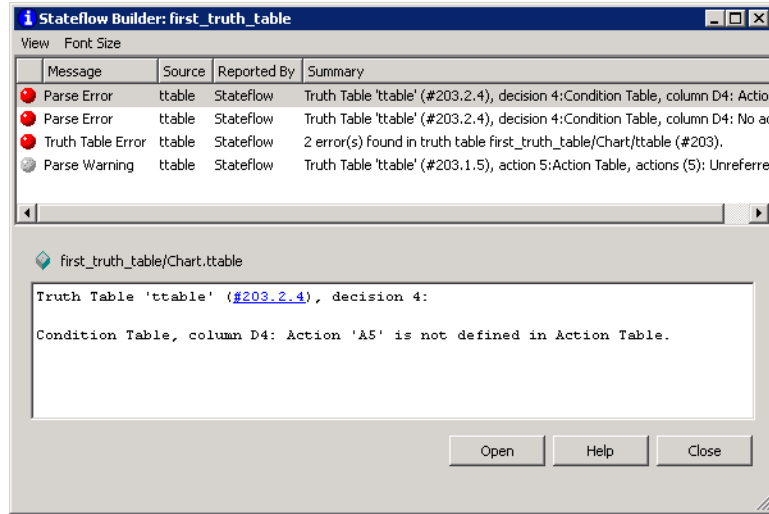 Stateflow Builder: first_truth_table
View Font Size
Message Source Reported By Summary
Parse Error ttable Stateflow Truth Table 'ttable' (#203.2.4), decision 4:Condition Table, column D4: Actio
Parse Error ttable Stateflow Truth Table 'ttable' (#203.2.4), decision 4:Condition Table, column D4: No a
Truth Table Error ttable Stateflow 2 error(s) found in truth table first_truth_table/Chart/ttable (#203).
Parse Warning ttable Stateflow Truth Table 'ttable' (#203.1.5), action 5:Action Table, actions (5): Unreferre
first_truth_table/Chart.ttable
Truth Table 'ttable' (#203.2.4), decision 4:
Condition Table, column D4: Action 'A5' is not defined in Action Table.
Open Help Close